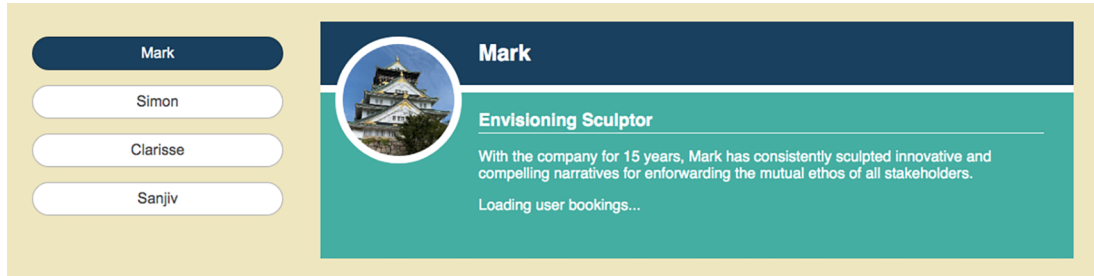 Mark
Simon
Clarisse
Sanjiv
Mark
Envisioning Sculptor
With the company for 15 years, Mark has consistently sculpted innovative and
compelling narratives for enforwarding the mutual ethos of all stakeholders.
Loading user bookings...